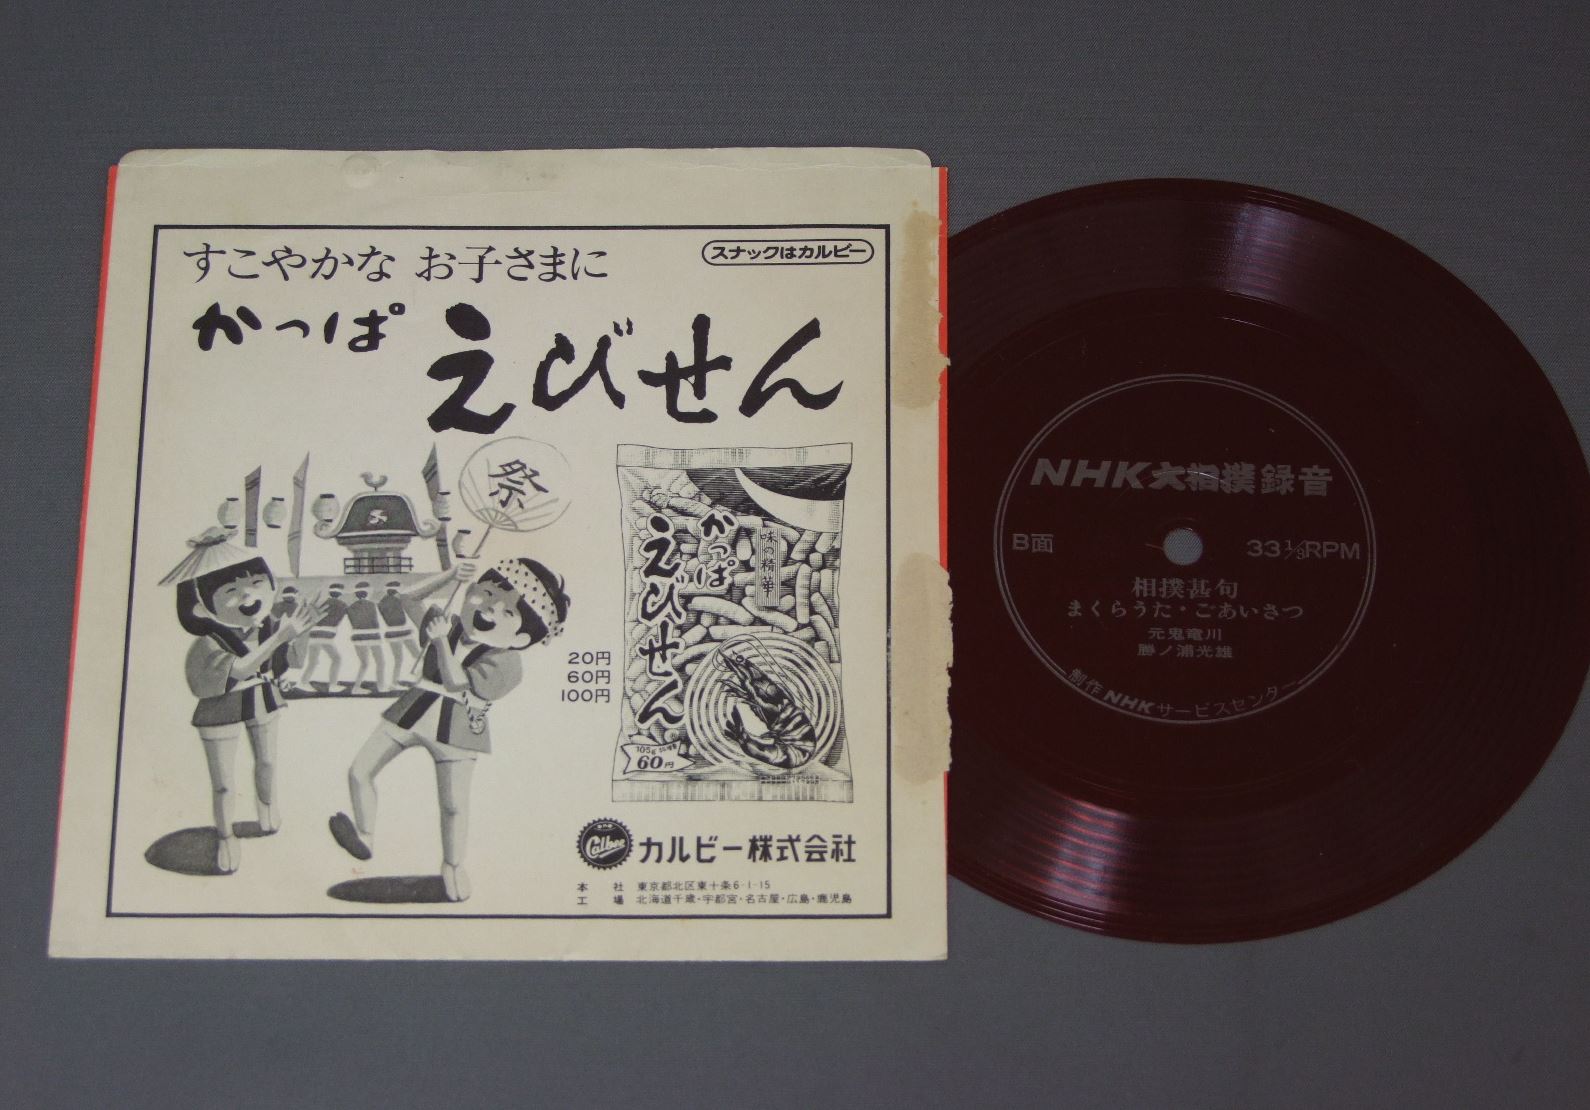 すこやかな お子さまに
スナックはカルビー
かっぱ えびせん
祭
味の精華
かっぱ
えびせん
20円
60円
100円
105g
60円
Calbee
カルビー株式会社
本 社 東京都北区東十条6-1-15
工 場 北海道千歳・宇都宮・名古屋・広島・鹿児島
NHK大相撲録音
B面
33 1/3RPM
相撲甚句
まくらうた・ごあいさつ
元鬼竜川
勝ノ浦光雄
制作 NHKサービスセンター